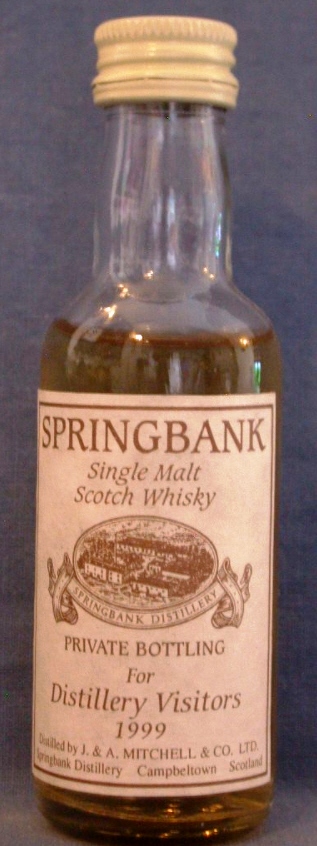 SPRINGBANK
Single Malt
Scotch Whisky
SPRINGBANK DISTILLERY
PRIVATE BOTTLING
For
Distillery Visitors
1999
Distilled by J. & A. MITCHELL & CO. LTD.
Springbank Distillery Campbeltown Scotland